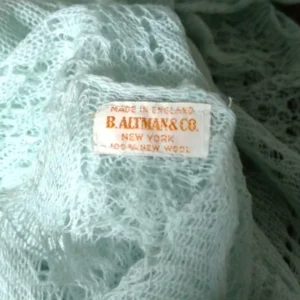 MADE IN ENGLAND
B. ALTMAN & CO.
NEW YORK
100% NEW WOOL